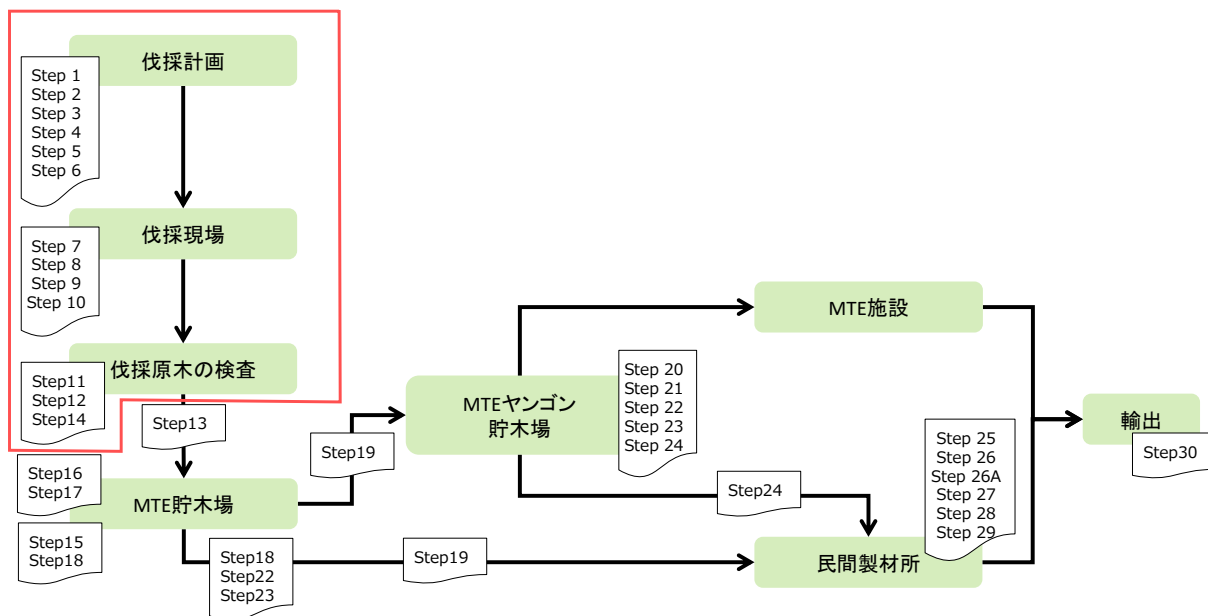 伐採計画
Step 1
Step 2
Step 3
Step 4
Step 5
Step 6
伐採現場
Step 7
Step 8
Step 9
Step 10
伐採原木の検査
Step11
Step12
Step14
Step13
Step16
Step17
MTE貯木場
Step15
Step18
Step18
Step22
Step23
Step19
Step19
MTEヤンゴン
貯木場
Step 20
Step 21
Step 22
Step 23
Step 24
MTE施設
Step24
Step 25
Step 26
Step 26A
Step 27
Step 28
Step 29
民間製材所
輸出
Step30